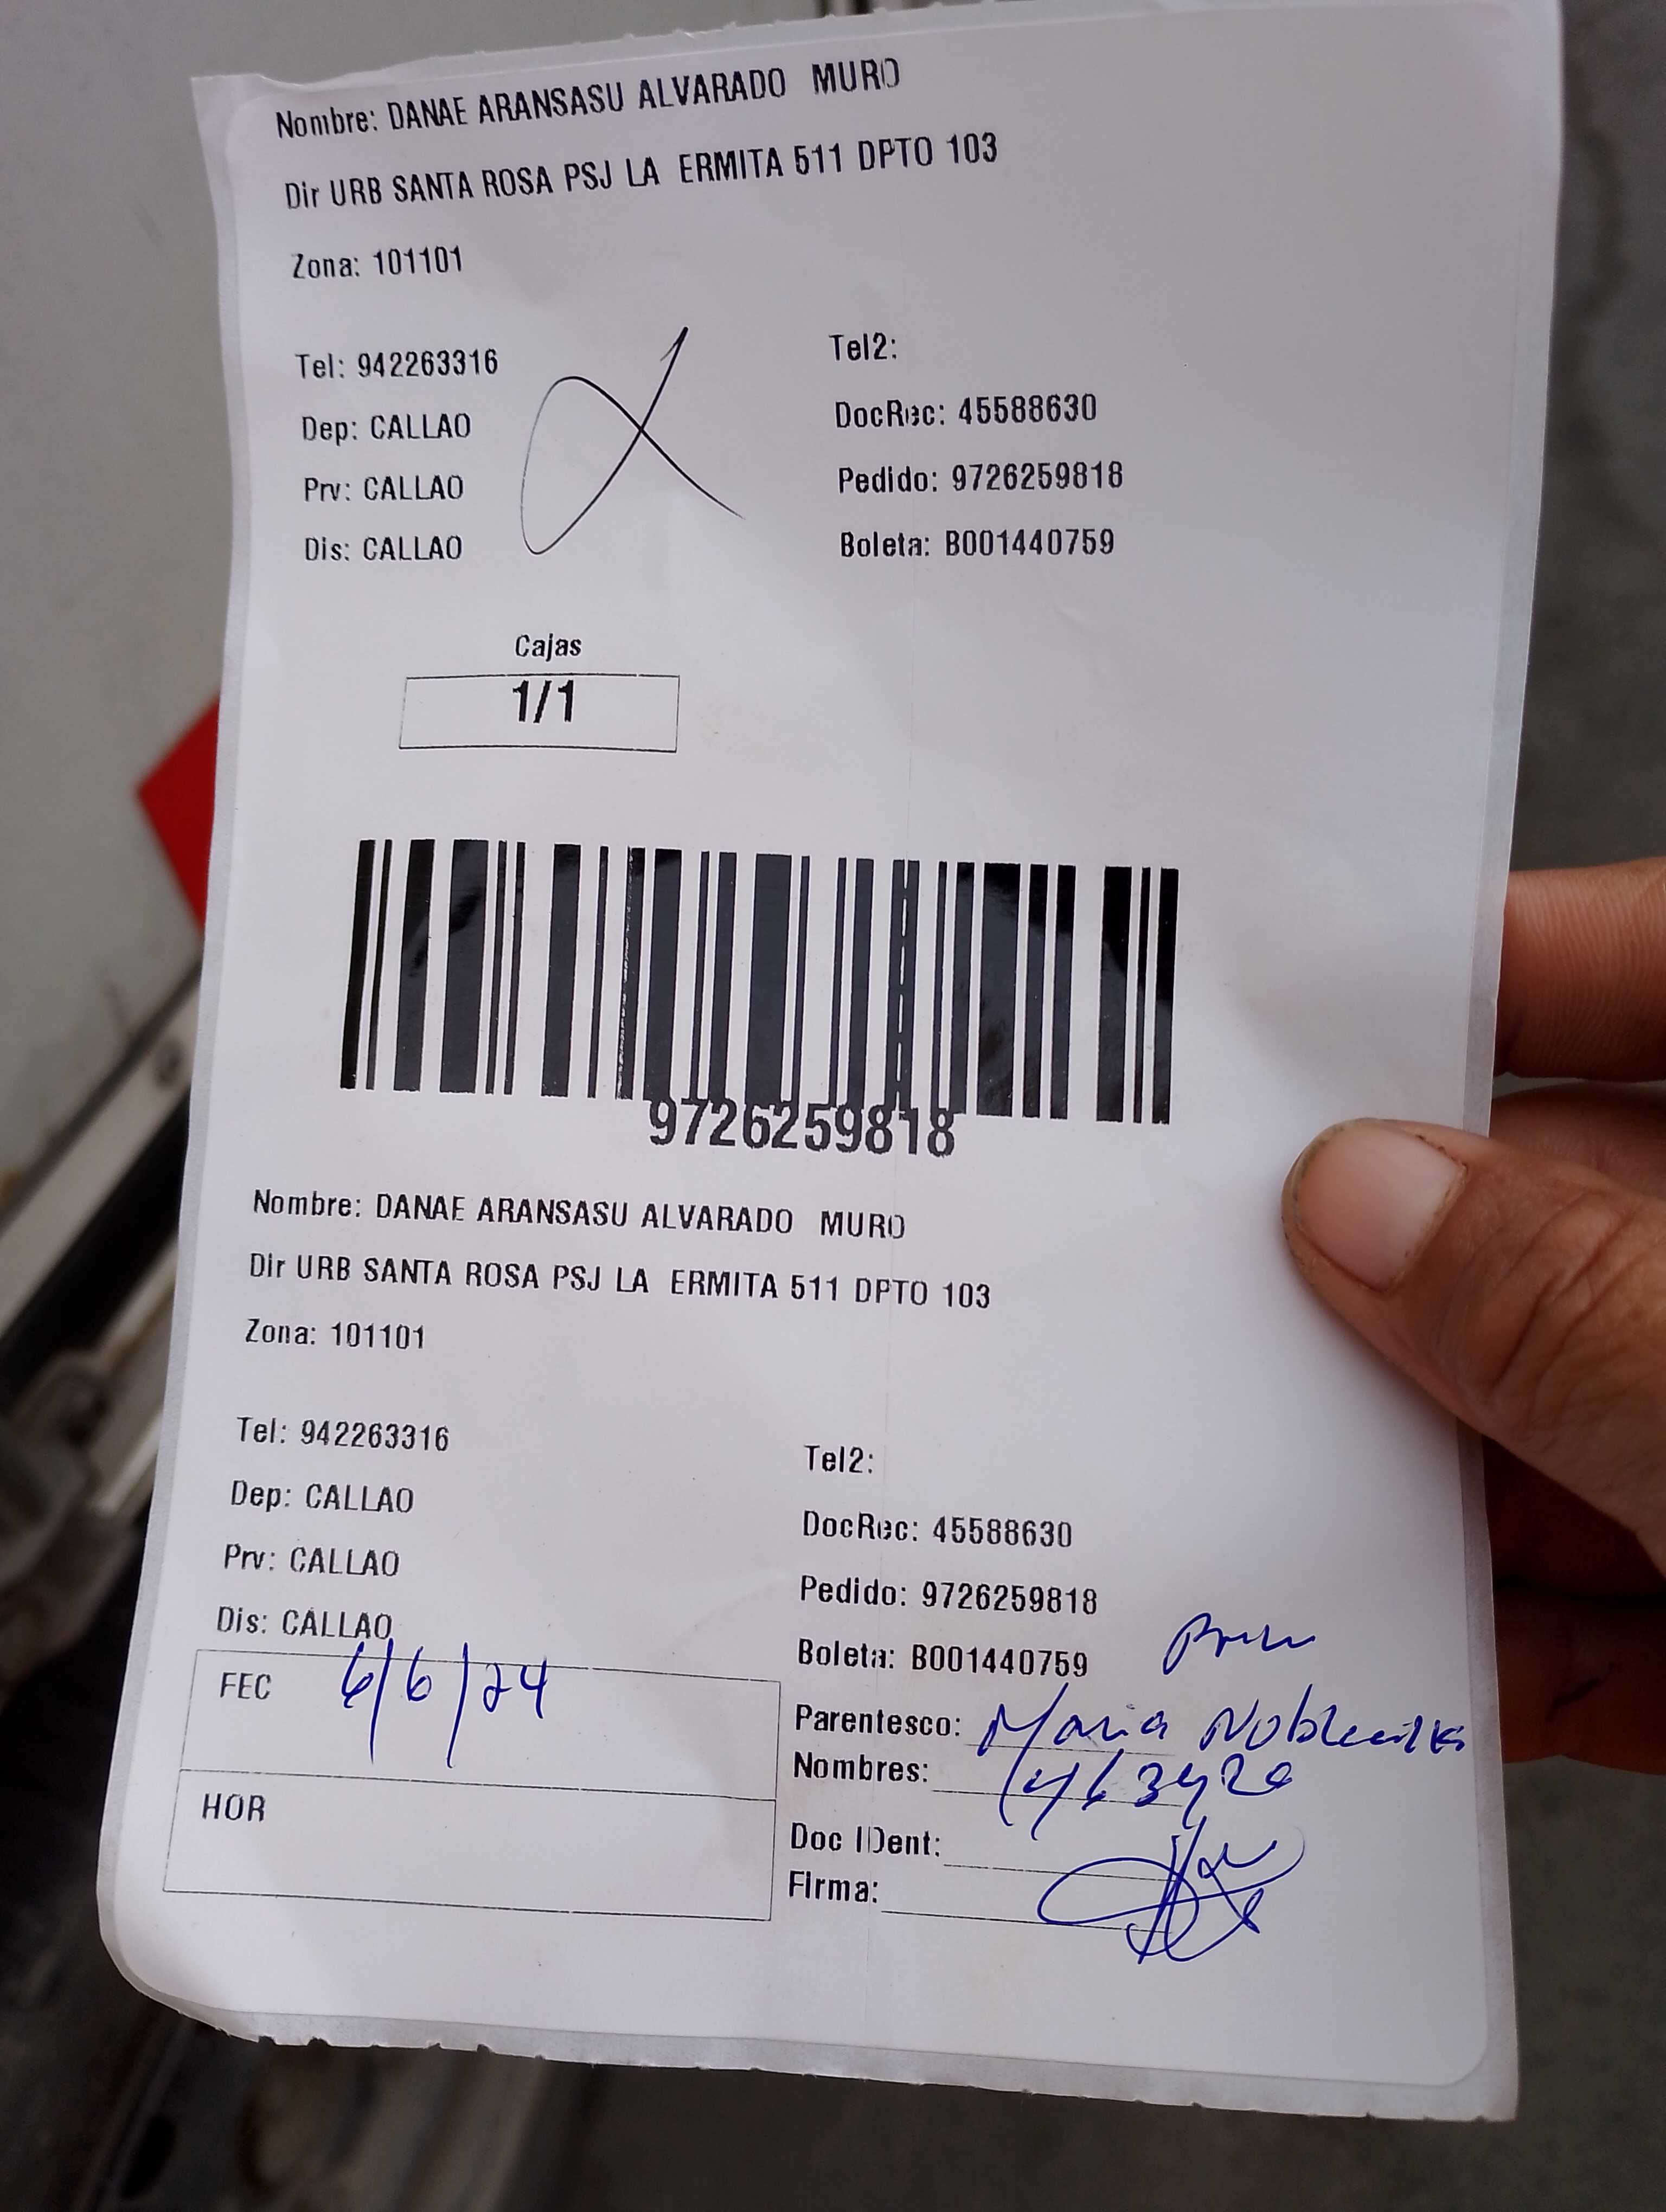 Nombre: DANAE ARANSASU ALVARADO MURO
Dir URB SANTA ROSA PSJ LA ERMITA 511 DPTO 103
Zona: 101101
Tel: 942263316
Tel2:
Dep: CALLAO
DocRec: 45588630
Prv: CALLAO
Pedido: 9726259818
Dis: CALLAO
Boleta: B001440759
Cajas
1/1
9726259818
Nombre: DANAE ARANSASU ALVARADO MURO
Dir URB SANTA ROSA PSJ LA ERMITA 511 DPTO 103
Zona: 101101
Tel: 942263316
Tel2:
Dep: CALLAO
DocRec: 45588630
Prv: CALLAO
Pedido: 9726259818
Dis: CALLAO
Boleta: B001440759
FEC 6/6/24
Parentesco: Maria
Nombres:
HOR
Doc IDent:
Firma: